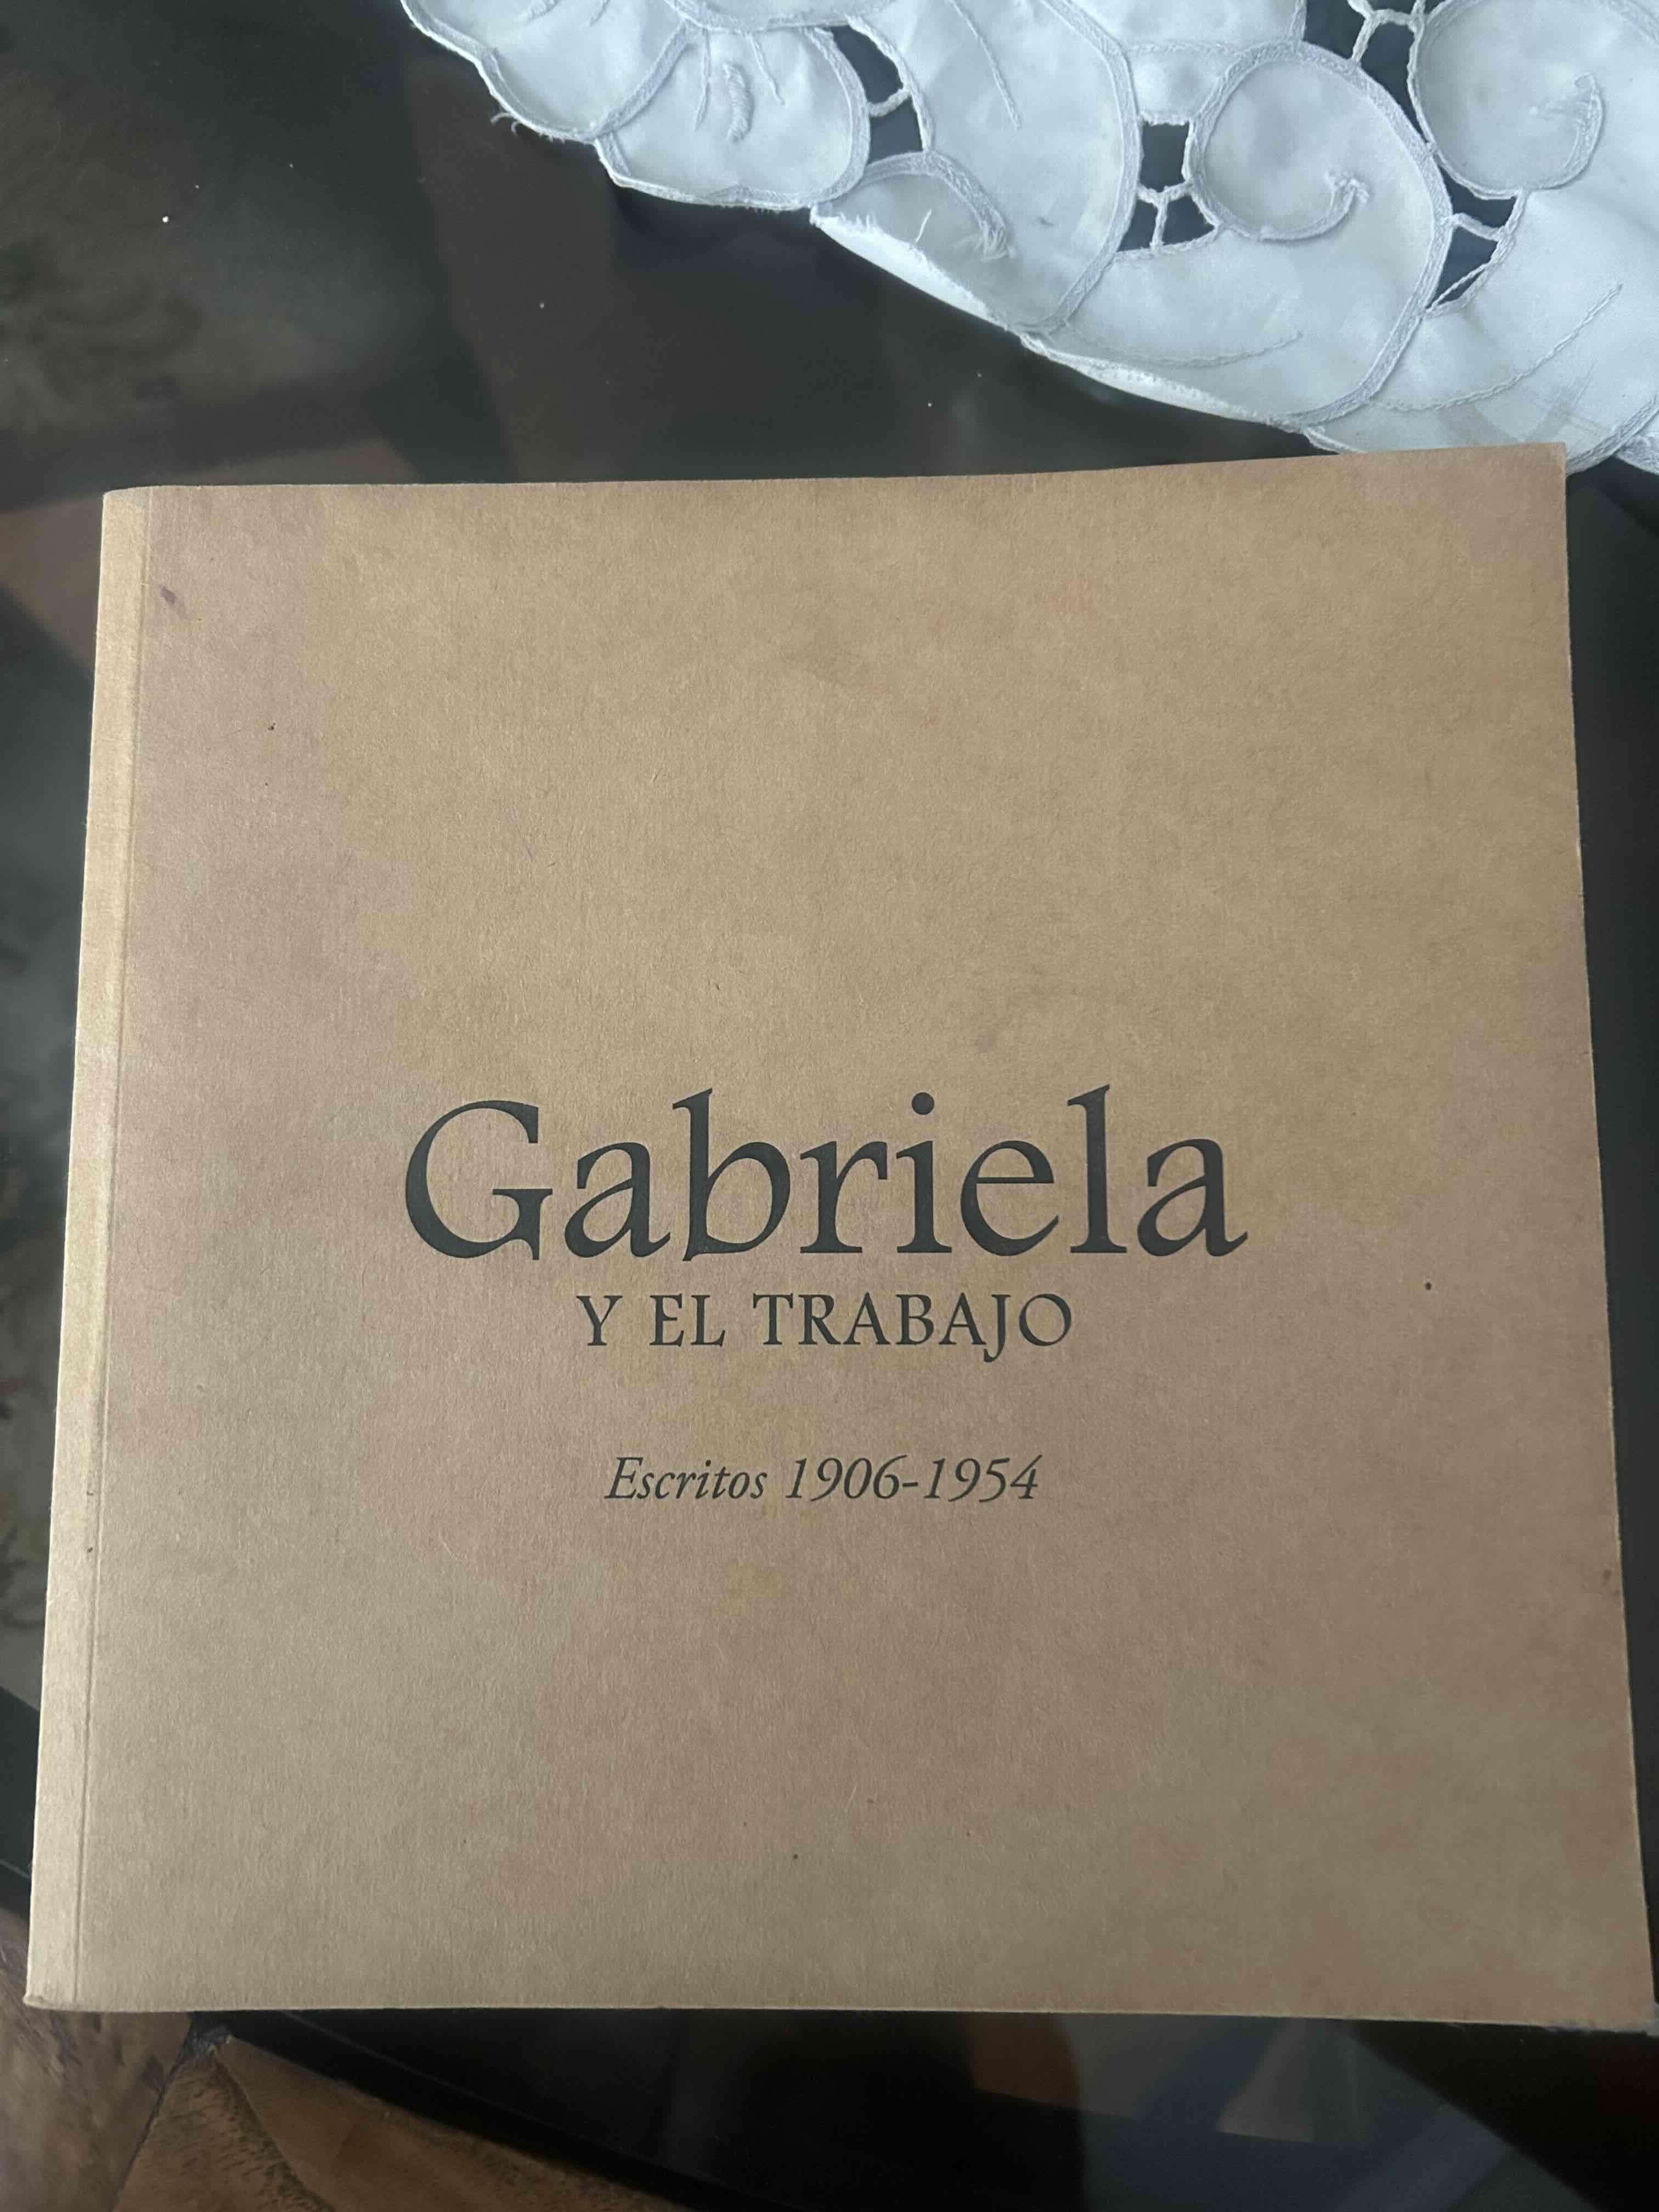 Gabriela
Y EL TRABAJO
Escritos 1906-1954